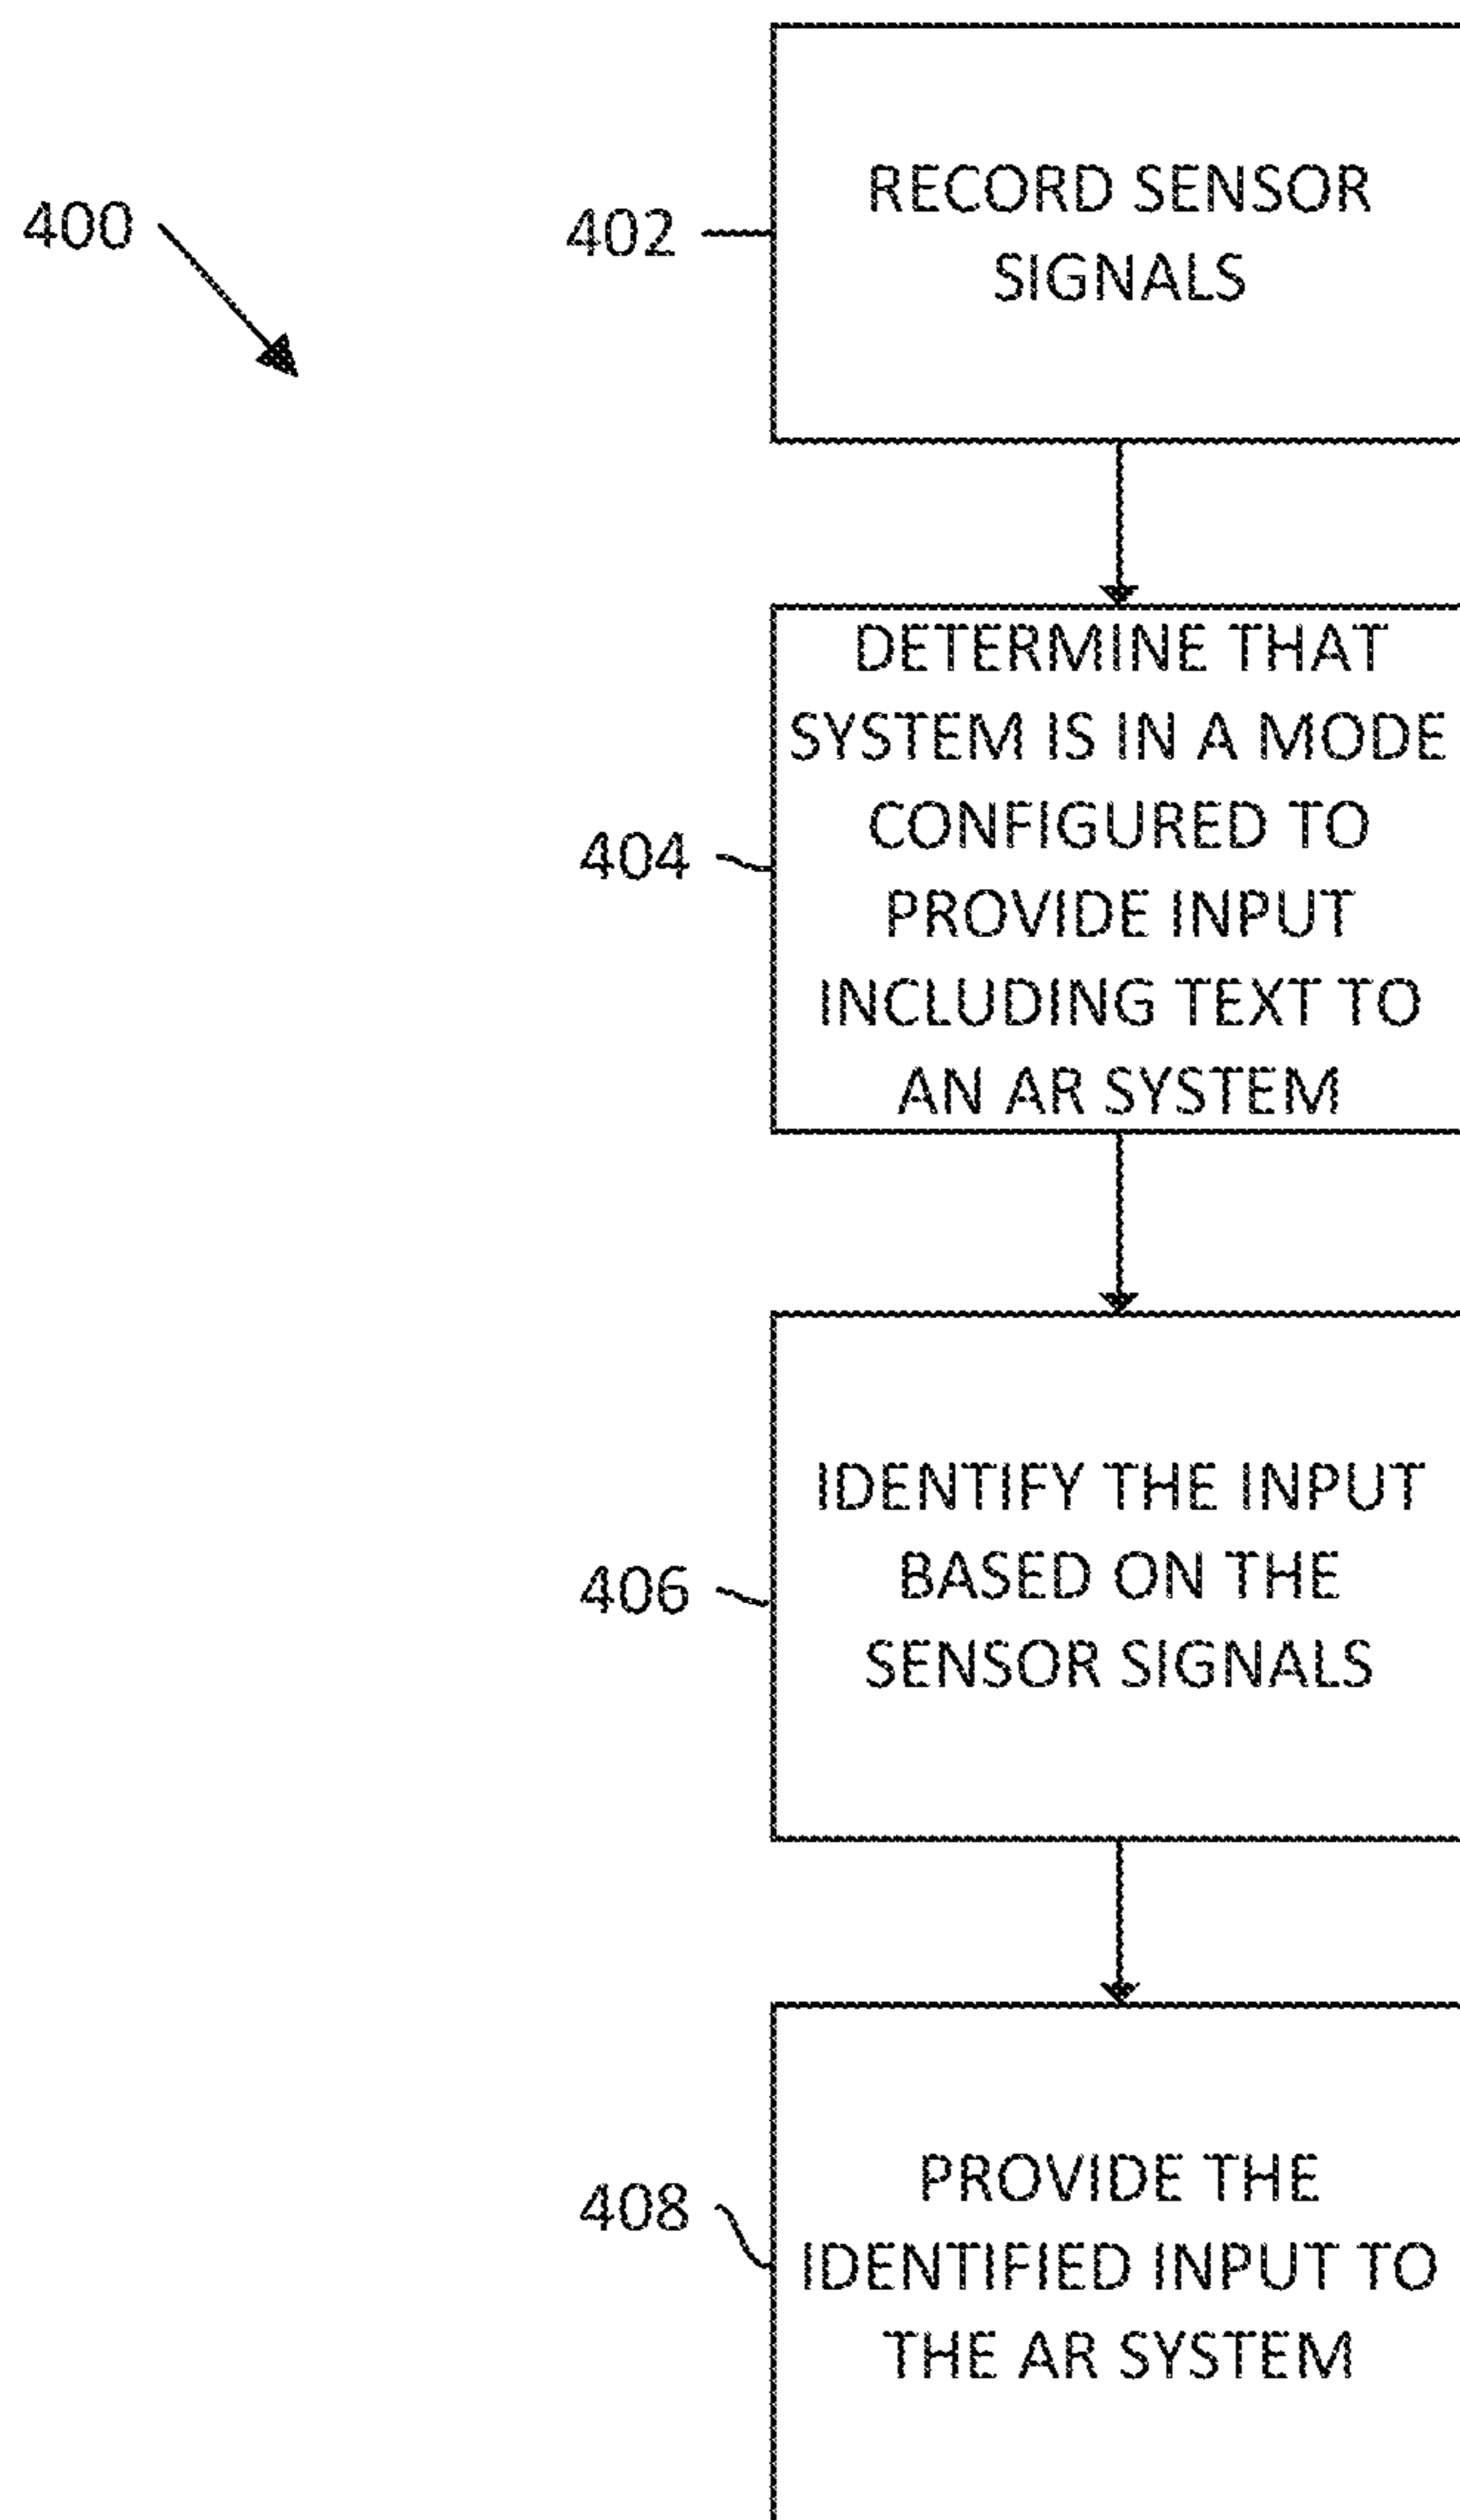 400
402
RECORD SENSOR
SIGNALS
404
DETERMINE THAT
SYSTEM IS IN A MODE
CONFIGURED TO
PROVIDE INPUT
INCLUDING TEXT TO
AN AR SYSTEM
406
IDENTIFY THE INPUT
BASED ON THE
SENSOR SIGNALS
408
PROVIDE THE
IDENTIFIED INPUT TO
THE AR SYSTEM